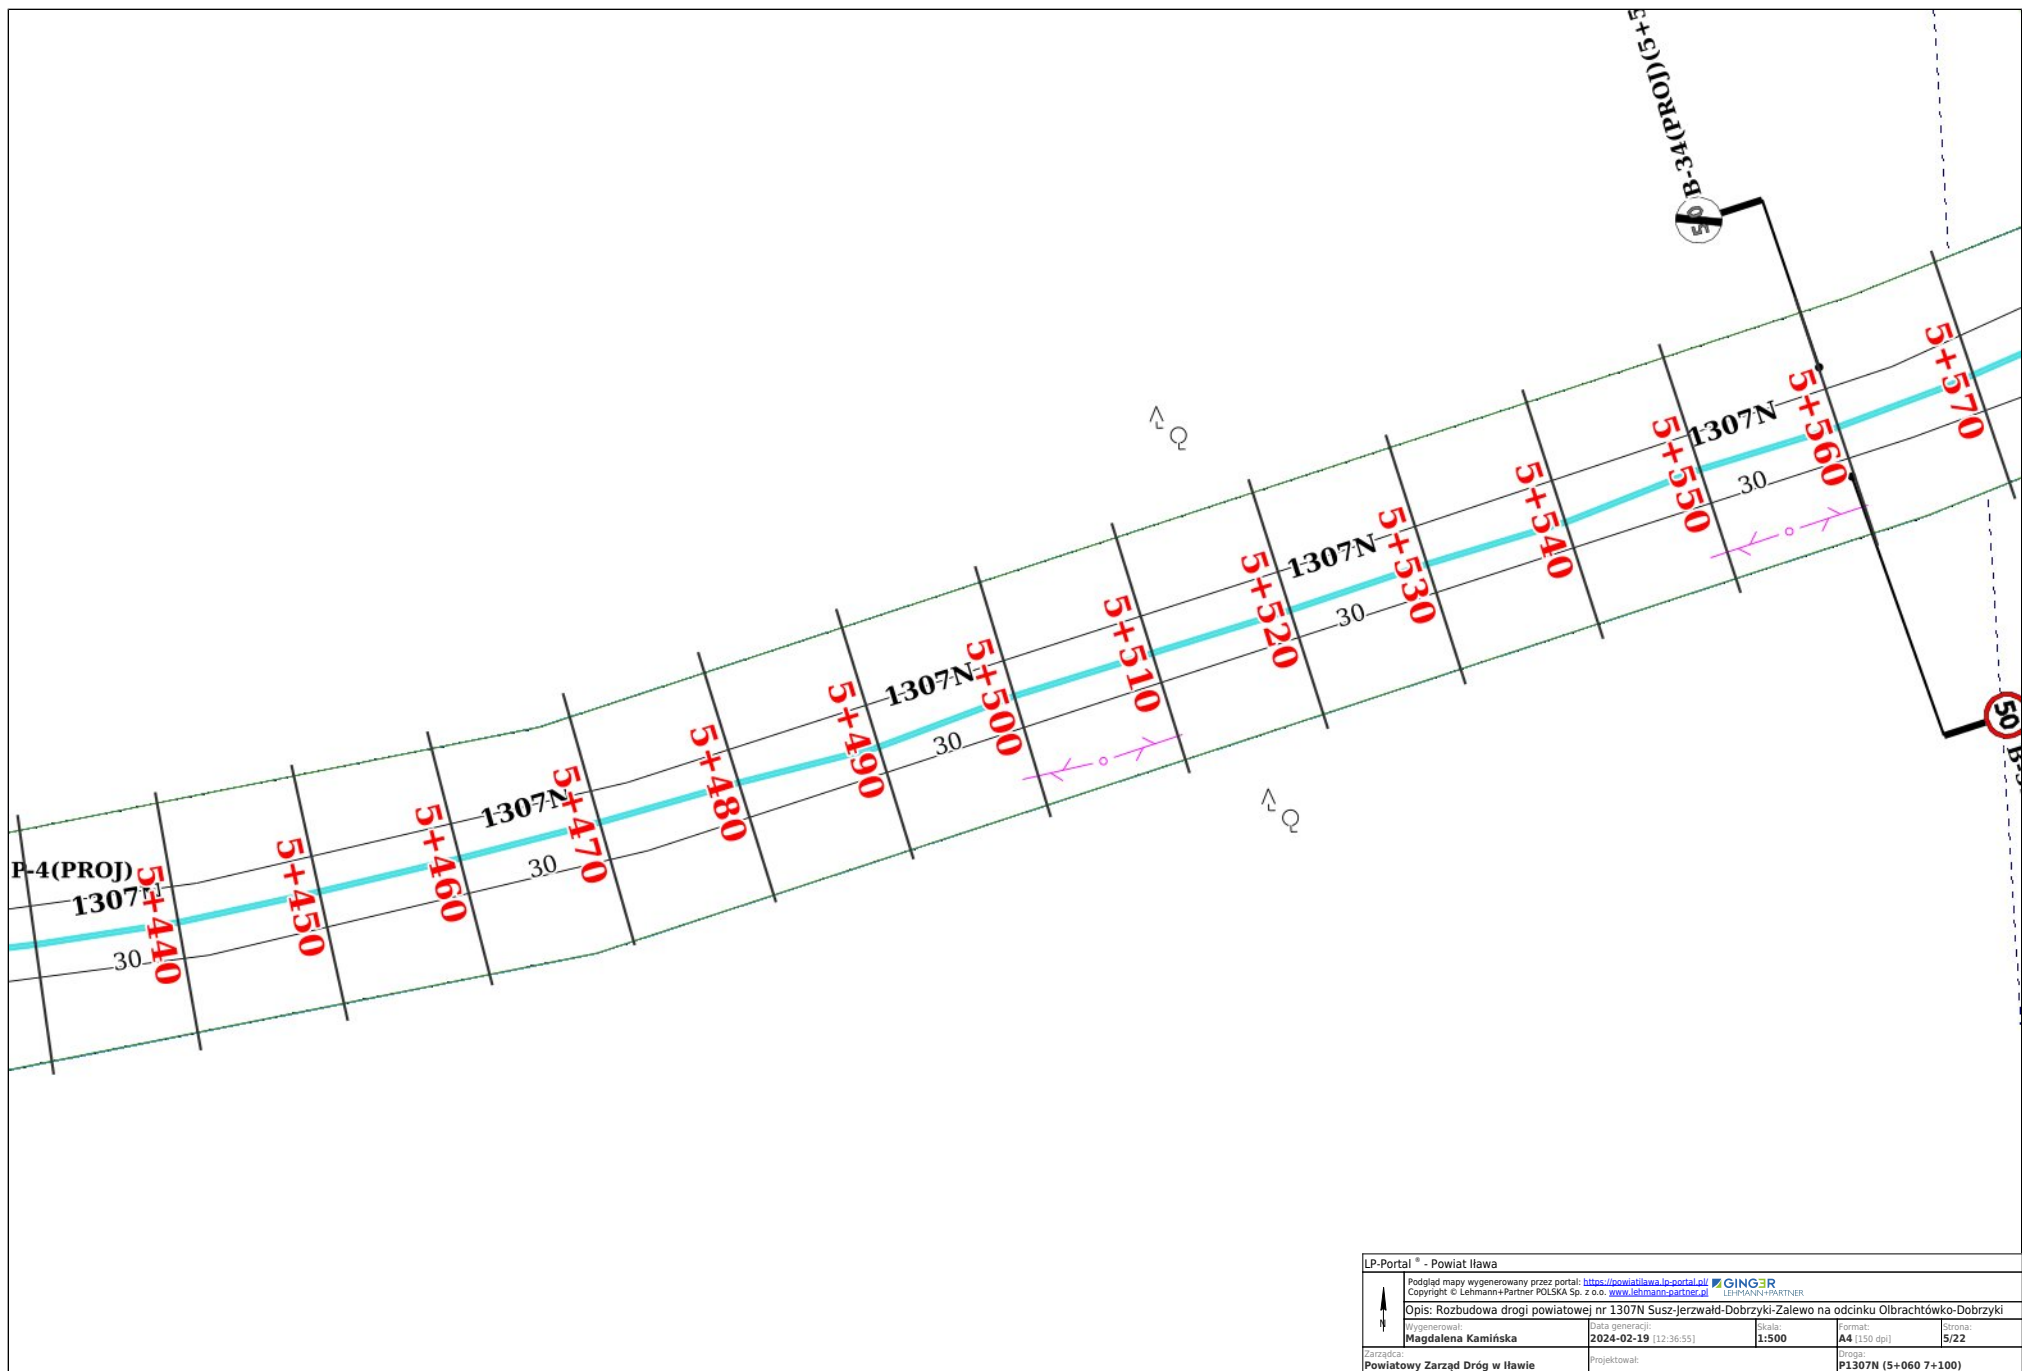 B-34(PROJ)(5+5
50
5+570
1307N
5+560
30
5+550
5+540
1307N
5+530
30
5+520
5+510
1307N
5+500
30
5+490
5+480
1307N
5+470
30
5+460
5+450
P-4(PROJ)
1307N
5+440
30
50
LP-Portal ® - Powiat Iława
Podgląd mapy wygenerowany przez portal: https://powiatilawa.lp-portal.pl/
Copyright © Lehmann+Partner POLSKA Sp. z o.o. www.lehmann-partner.pl
GINGER
LEHMANN+PARTNER
Opis: Rozbudowa drogi powiatowej nr 1307N Susz-Jerzwałd-Dobrzyki-Zalewo na odcinku Olbrachtówko-Dobrzyki
N
Wygenerował:
Magdalena Kamińska
Data generacji:
2024-02-19 [12:36:55]
Skala:
1:500
Format:
A4 [150 dpi]
Strona:
5/22
Zarządca:
Powiatowy Zarząd Dróg w Iławie
Projektował:
Droga:
P1307N (5+060 7+100)